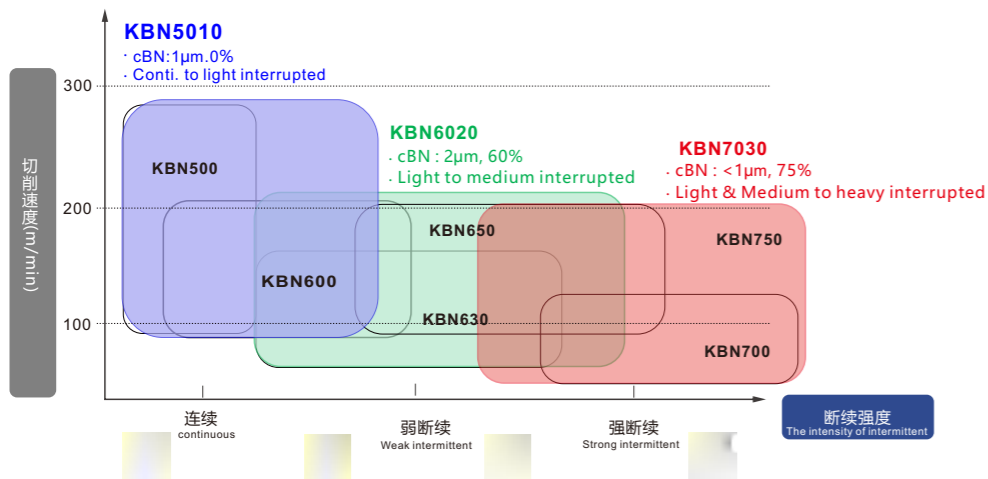 KBN5010
· cBN:1μm.0%
· Conti. to light interrupted
300
KBN6020
· cBN : 2μm, 60%
· Light to medium interrupted
KBN7030
· cBN : <1μm, 75%
· Light & Medium to heavy interrupted
KBN500
切削速度(m/min)
200
KBN650
KBN750
KBN600
100
KBN630
KBN700
连续
continuous
弱断续
Weak intermittent
强断续
Strong intermittent
断续强度
The intensity of intermittent